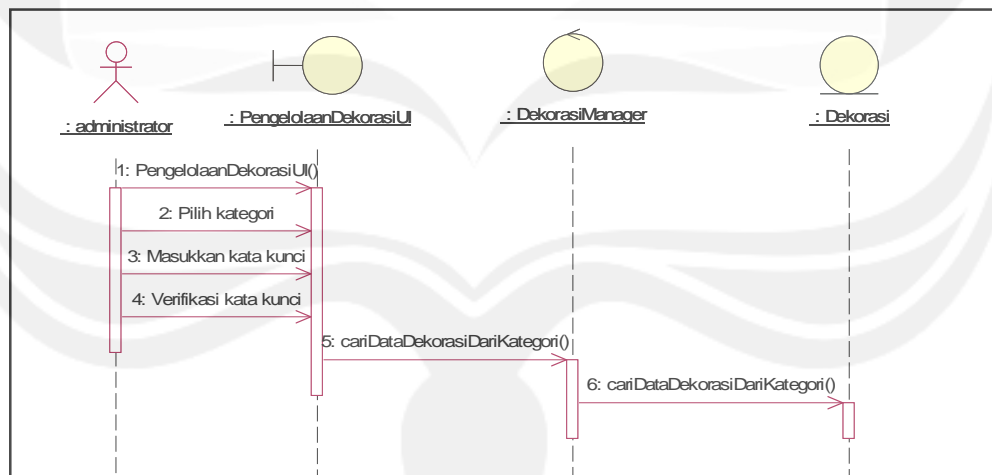 : administrator
: PengelolaanDekorasiUI
: DekorasiManager
: Dekorasi
1: PengelolaanDekorasiUI()
2: Pilih kategori
3: Masukkan kata kunci
4: Verifikasi kata kunci
5: cariDataDekorasiDariKategori()
6: cariDataDekorasiDariKategori()